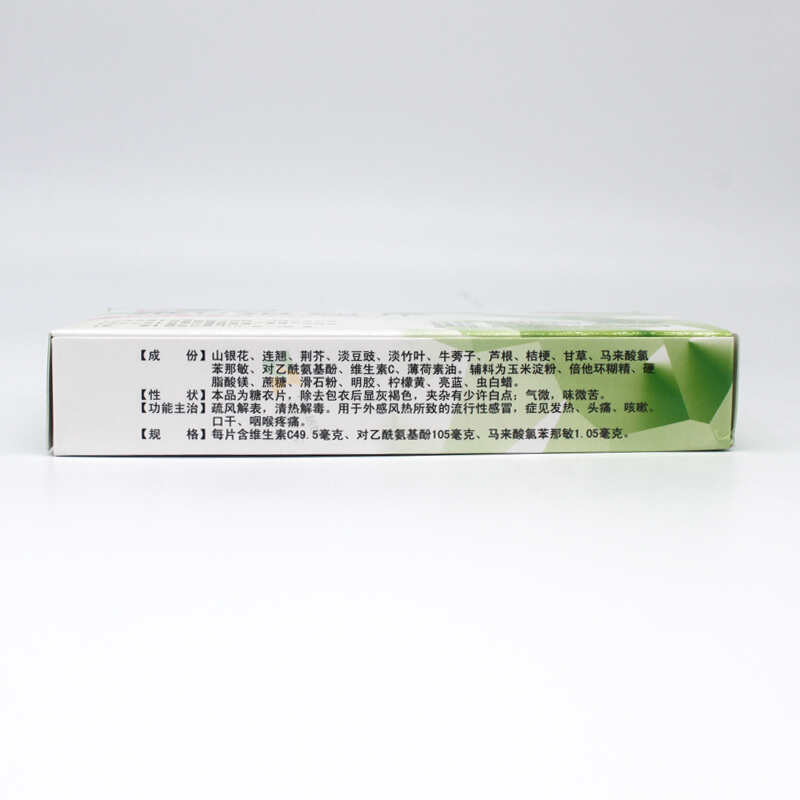 【成　份】山银花、连翘、荆芥、淡豆豉、淡竹叶、牛蒡子、芦根、桔梗、甘草、马来酸氯
苯那敏、对乙酰氨基酚、维生素C、薄荷素油。辅料为玉米淀粉、倍他环糊精、硬
脂酸镁、蔗糖、滑石粉、明胶、柠檬黄、亮蓝、虫白蜡。
【性　状】本品为糖衣片，除去包衣后显灰褐色，夹杂有少许白点；气微，味微苦。
【功能主治】疏风解表，清热解毒。用于外感风热所致的流行性感冒，症见发热、头痛、咳嗽、
口干、咽喉疼痛。
【规　格】每片含维生素C49.5毫克、对乙酰氨基酚105毫克、马来酸氯苯那敏1.05毫克。